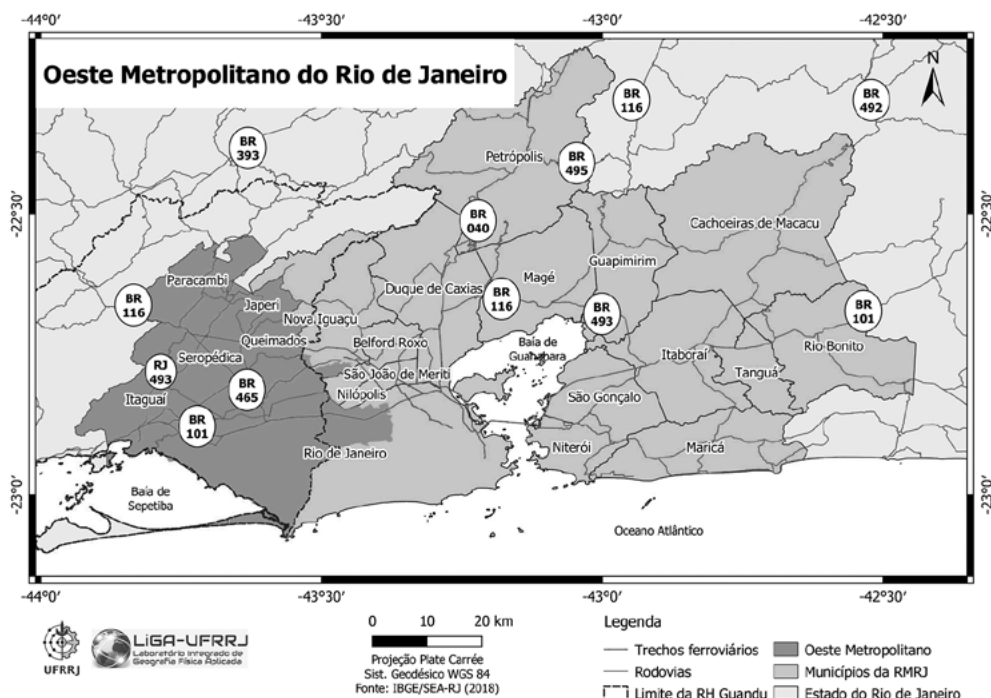 -44°0'
-43°30'
-43°0'
-42°30'
Oeste Metropolitano do Rio de Janeiro
N
BR
116
BR
492
BR
393
Petrópolis
BR
495
-22°30'
-22°30'
BR
040
Cachoeiras de Macacu
Guapimirim
Paracambi
Magé
Duque de Caxias
BR
116
Japeri
BR
116
BR
493
BR
101
Nova Iguaçu
Queimados
Belford Roxo
Baía de
Guanabara
Rio Bonito
Itaboraí
Seropédica
RJ
493
São João de Meriti
Tanguá
BR
465
Nilópolis
São Gonçalo
Itaguaí
BR
101
Rio de Janeiro
Niterói
Maricá
Baía de
Sepetiba
-23°0'
-23°0'
Oceano Atlântico
-44°0'
-43°30'
-43°0'
-42°30'
UFRRJ
LiGA-UFRRJ
Laboratório Integrado de
Geografia Física Aplicada
0 10 20 km
Projeção Plate Carrée
Sist. Geodésico WGS 84
Fonte: IBGE/SEA-RJ (2018)
Legenda
Trechos ferroviários
Rodovias
Limite da RH Guandu
Oeste Metropolitano
Municípios da RMRJ
Estado do Rio de Janeiro